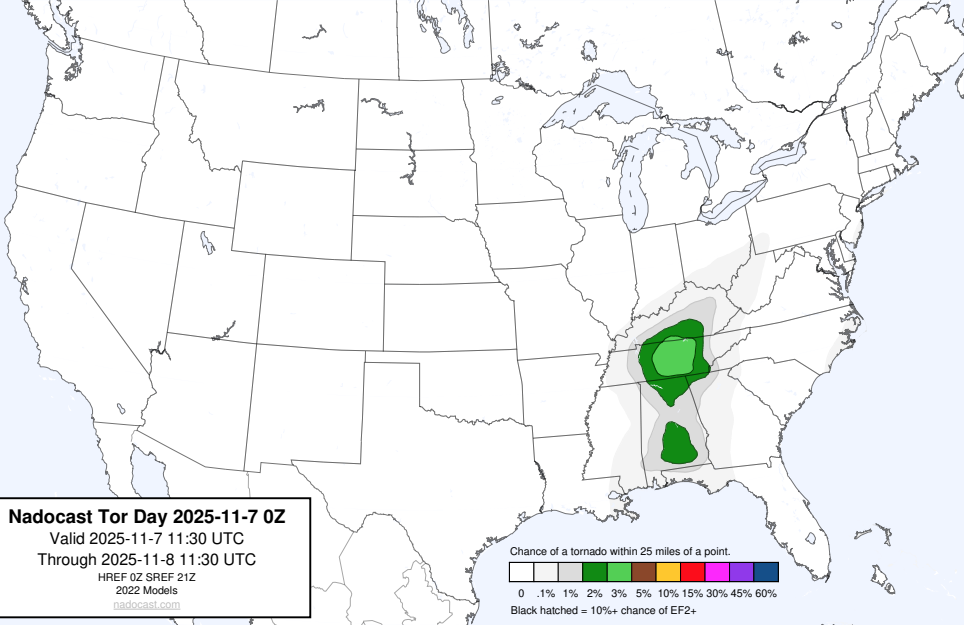 Nadocast Tor Day 2025-11-7 0Z
Valid 2025-11-7 11:30 UTC
Through 2025-11-8 11:30 UTC
HREF 0Z SREF 21Z
2022 Models
nadocast.com
Chance of a tornado within 25 miles of a point.
0 .1% 1% 2% 3% 5% 10% 15% 30% 45% 60%
Black hatched = 10%+ chance of EF2+